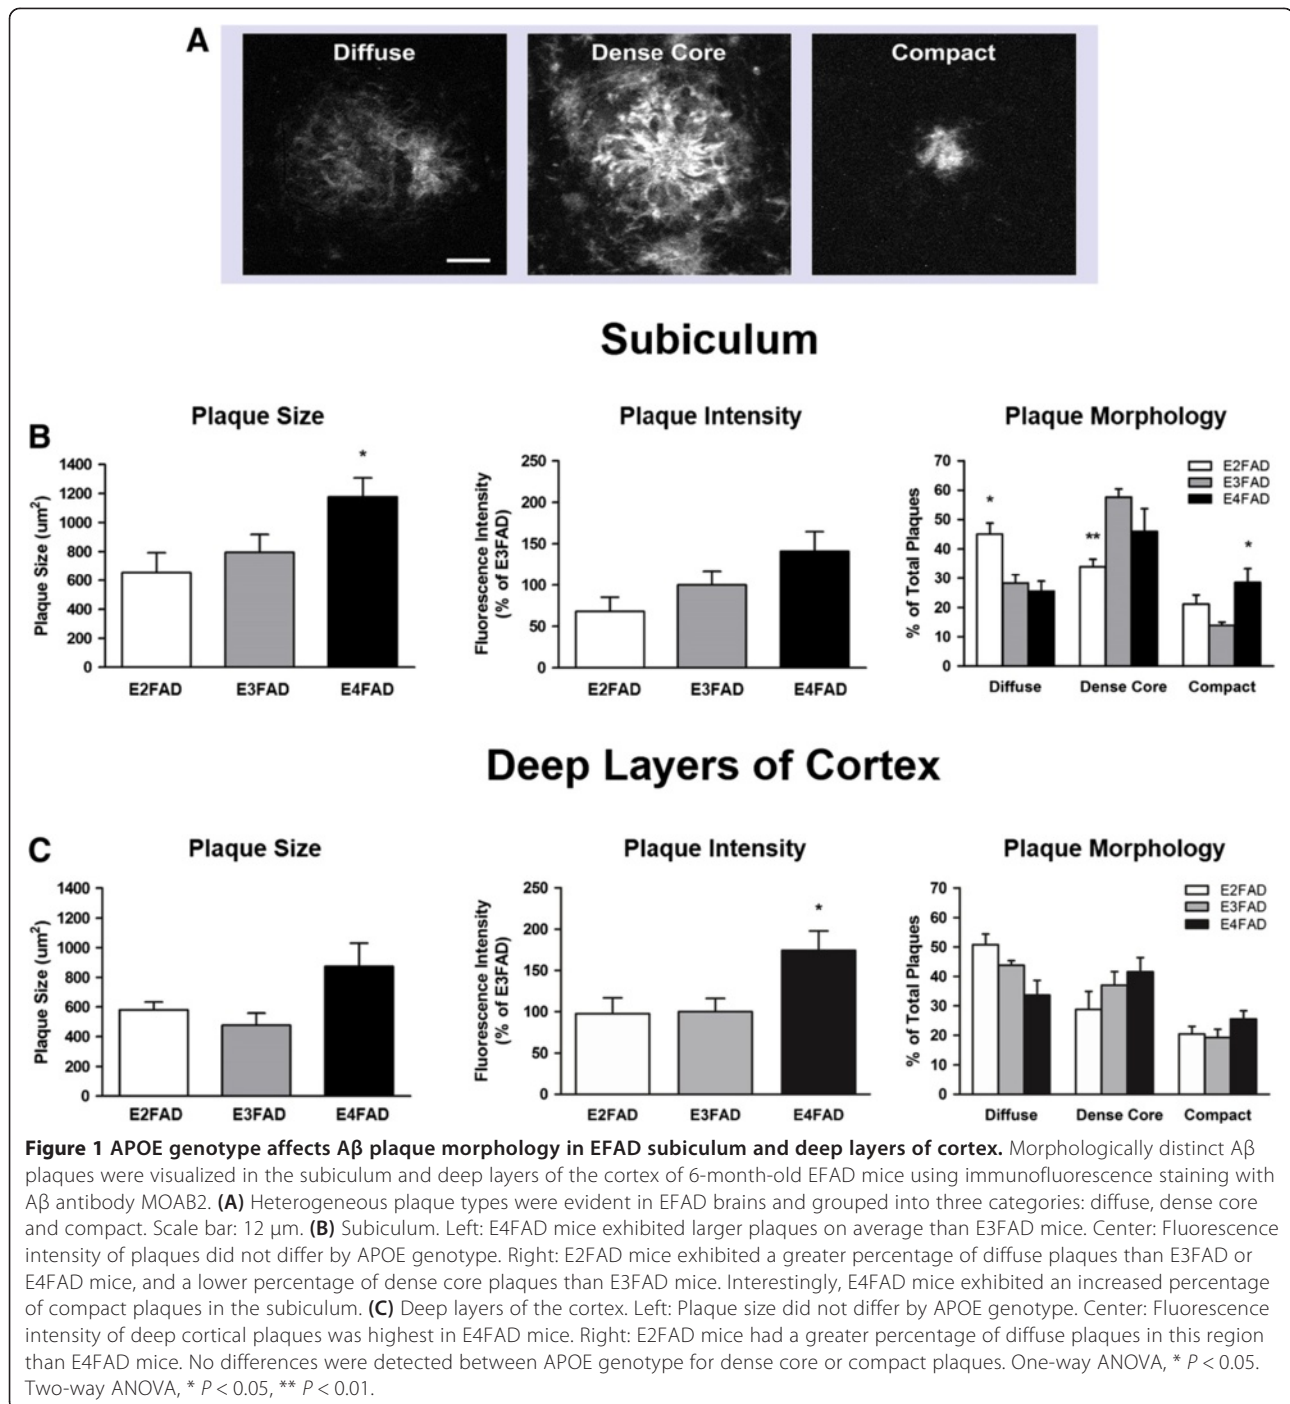 A
Diffuse
Dense Core
Compact
Subiculum
B
Plaque Size
*
Plaque Size (um²)
1400
1200
1000
800
600
400
200
0
E2FAD
E3FAD
E4FAD
Plaque Intensity
Fluorescence Intensity
(% of E3FAD)
250
200
150
100
50
0
E2FAD
E3FAD
E4FAD
Plaque Morphology
E2FAD
E3FAD
E4FAD
*
**
*
% of Total Plaques
70
60
50
40
30
20
10
0
Diffuse
Dense Core
Compact
Deep Layers of Cortex
C
Plaque Size
Plaque Size (um²)
1400
1200
1000
800
600
400
200
0
E2FAD
E3FAD
E4FAD
Plaque Intensity
*
Fluorescence Intensity
(% of E3FAD)
250
200
150
100
50
0
E2FAD
E3FAD
E4FAD
Plaque Morphology
E2FAD
E3FAD
E4FAD
% of Total Plaques
70
60
50
40
30
20
10
0
Diffuse
Dense Core
Compact
Figure 1 APOE genotype affects Aβ plaque morphology in EFAD subiculum and deep layers of cortex. Morphologically distinct Aβ
plaques were visualized in the subiculum and deep layers of the cortex of 6-month-old EFAD mice using immunofluorescence staining with
Aβ antibody MOAB2. (A) Heterogeneous plaque types were evident in EFAD brains and grouped into three categories: diffuse, dense core
and compact. Scale bar: 12 μm. (B) Subiculum. Left: E4FAD mice exhibited larger plaques on average than E3FAD mice. Center: Fluorescence
intensity of plaques did not differ by APOE genotype. Right: E2FAD mice exhibited a greater percentage of diffuse plaques than E3FAD or
E4FAD mice, and a lower percentage of dense core plaques than E3FAD mice. Interestingly, E4FAD mice exhibited an increased percentage
of compact plaques in the subiculum. (C) Deep layers of the cortex. Left: Plaque size did not differ by APOE genotype. Center: Fluorescence
intensity of deep cortical plaques was highest in E4FAD mice. Right: E2FAD mice had a greater percentage of diffuse plaques in this region
than E4FAD mice. No differences were detected between APOE genotype for dense core or compact plaques. One-way ANOVA, * P < 0.05.
Two-way ANOVA, * P < 0.05, ** P < 0.01.